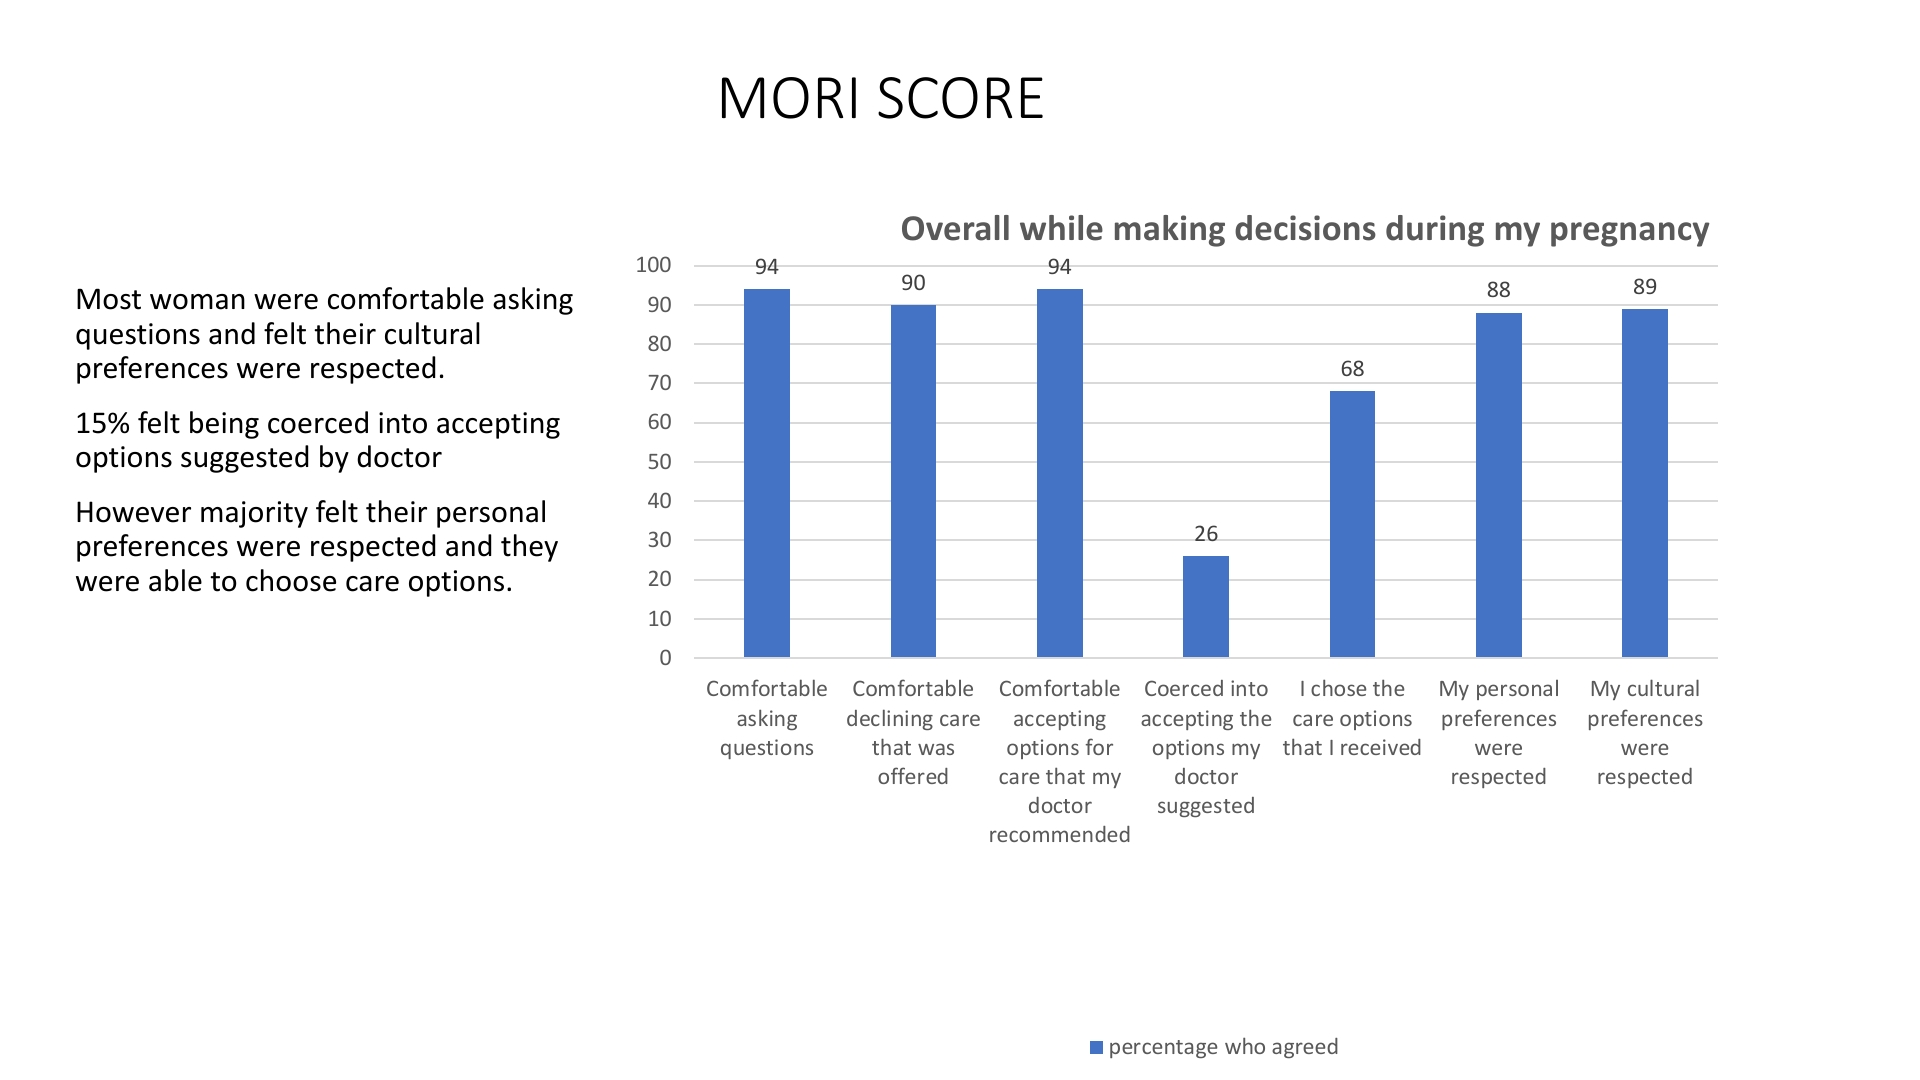 MORI SCORE
Most woman were comfortable asking
questions and felt their cultural
preferences were respected.
15% felt being coerced into accepting
options suggested by doctor
However majority felt their personal
preferences were respected and they
were able to choose care options.
Overall while making decisions during my pregnancy
100
90
80
70
60
50
40
30
20
10
0
94
90
94
26
68
88
89
Comfortable
asking
questions
Comfortable
declining care
that was
offered
Comfortable
accepting
options for
care that my
doctor
recommended
Coerced into
accepting the
options my
doctor
suggested
I chose the
care options
that I received
My personal
preferences
were
respected
My cultural
preferences
were
respected
percentage who agreed